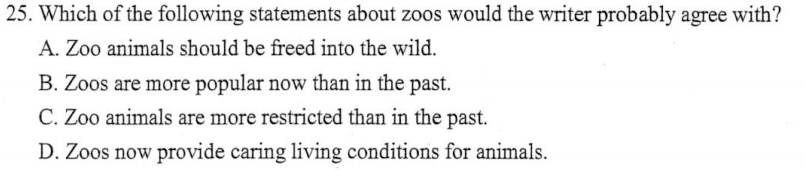 25. Which of the following statements about zoos would the writer probably agree with?
A. Zoo animals should be freed into the wild.
B. Zoos are more popular now than in the past.
C. Zoo animals are more restricted than in the past.
D. Zoos now provide caring living conditions for animals.